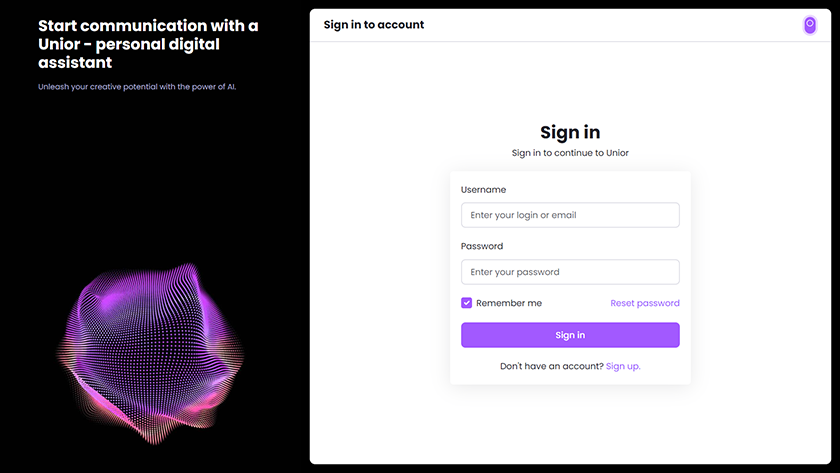 Start communication with a
Unior - personal digital
assistant
Unleash your creative potential with the power of AI.
Sign in to account
Sign in
Sign in to continue to Unior
Username
Enter your login or email
Password
Enter your password
Remember me Reset password
Sign in
Don't have an account? Sign up.